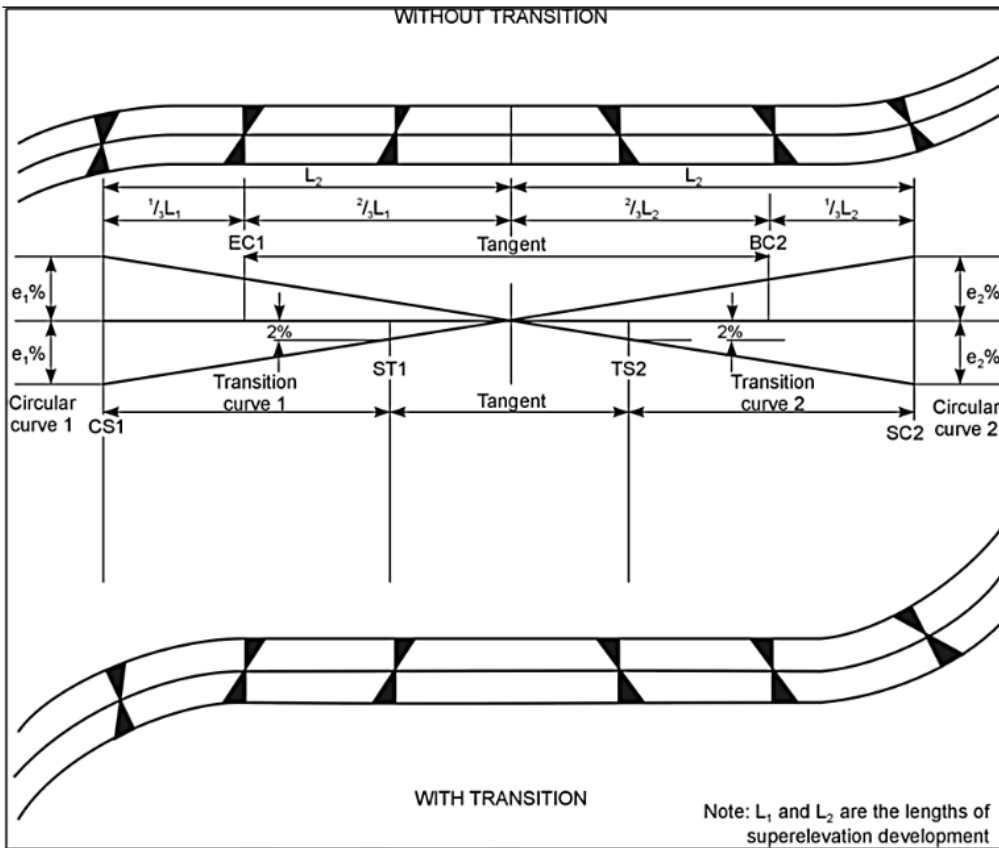 WITHOUT TRANSITION
L₂ L₂
¹/₃L₁ ²/₃L₁ ²/₃L₂ ¹/₃L₂
EC1 Tangent BC2
e₁% e₂%
2% 2%
e₁% e₂%
ST1 TS2
Transition Transition
curve 1 Tangent curve 2
Circular Circular
curve 1 CS1 SC2 curve 2
WITH TRANSITION
Note: L₁ and L₂ are the lengths of
superelevation development